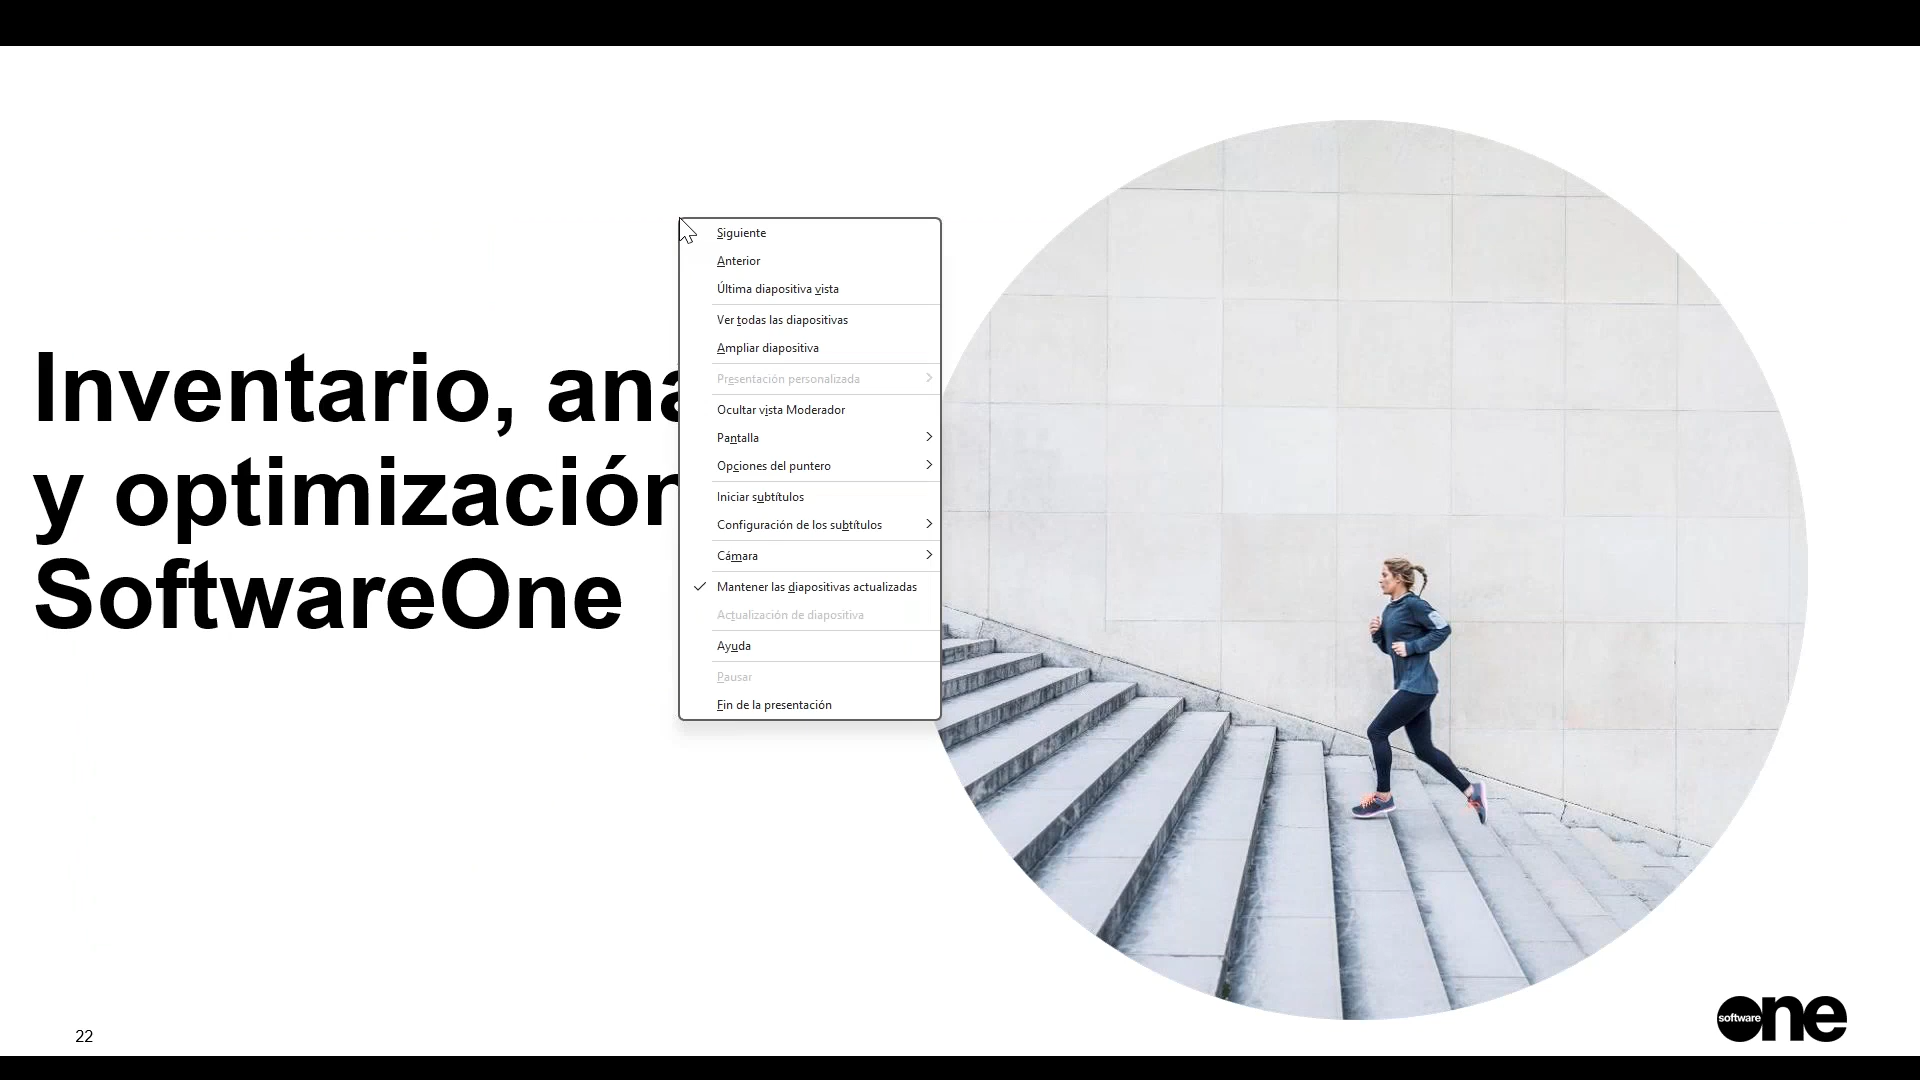 Inventario, aná
y optimización
SoftwareOne
Siguiente
Anterior
Última diapositiva vista
Ver todas las diapositivas
Ampliar diapositiva
Presentación personalizada
Ocultar vista Moderador
Pantalla
Opciones del puntero
Iniciar subtítulos
Configuración de los subtítulos
Cámara
Mantener las diapositivas actualizadas
Actualización de diapositiva
Ayuda
Pausar
Fin de la presentación
22
software one